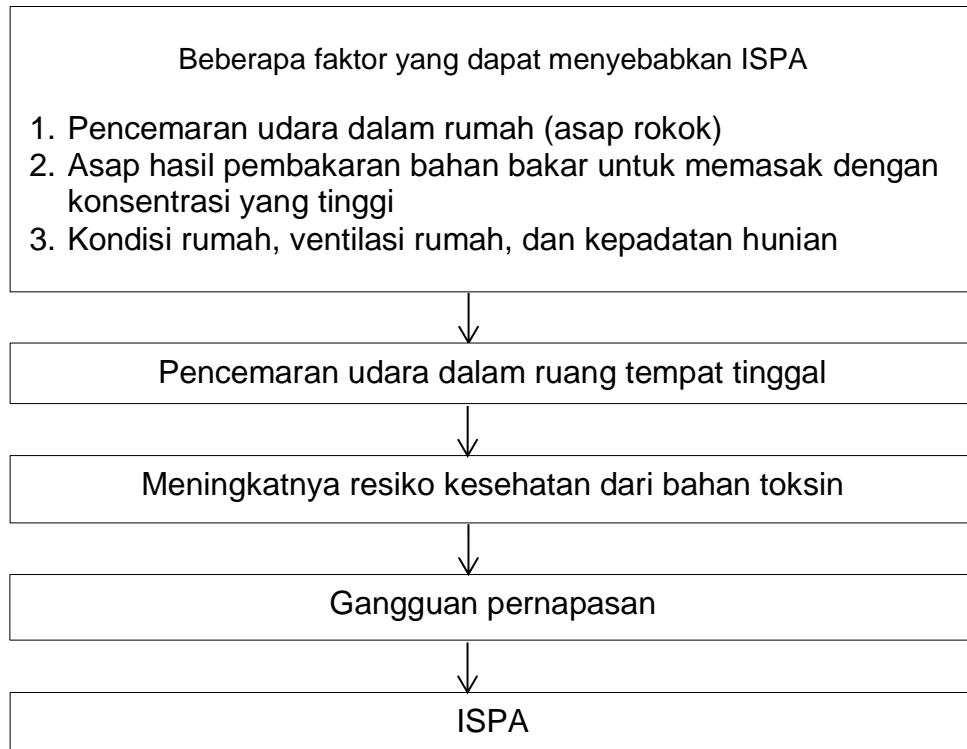 Beberapa faktor yang dapat menyebabkan ISPA
1. Pencemaran udara dalam rumah (asap rokok)
2. Asap hasil pembakaran bahan bakar untuk memasak dengan
konsentrasi yang tinggi
3. Kondisi rumah, ventilasi rumah, dan kepadatan hunian
Pencemaran udara dalam ruang tempat tinggal
Meningkatnya resiko kesehatan dari bahan toksin
Gangguan pernapasan
ISPA